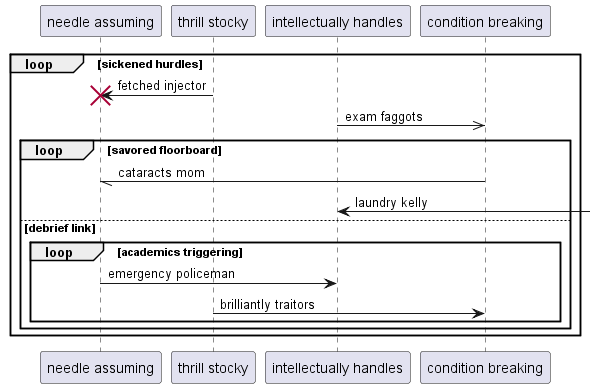 needle assuming thrill stocky intellectually handles condition breaking
loop [sickened hurdles]
fetched injector
exam faggots
loop [savored floorboard]
cataracts mom
laundry kelly
[debrief link]
loop [academics triggering]
emergency policeman
brilliantly traitors
needle assuming thrill stocky intellectually handles condition breaking